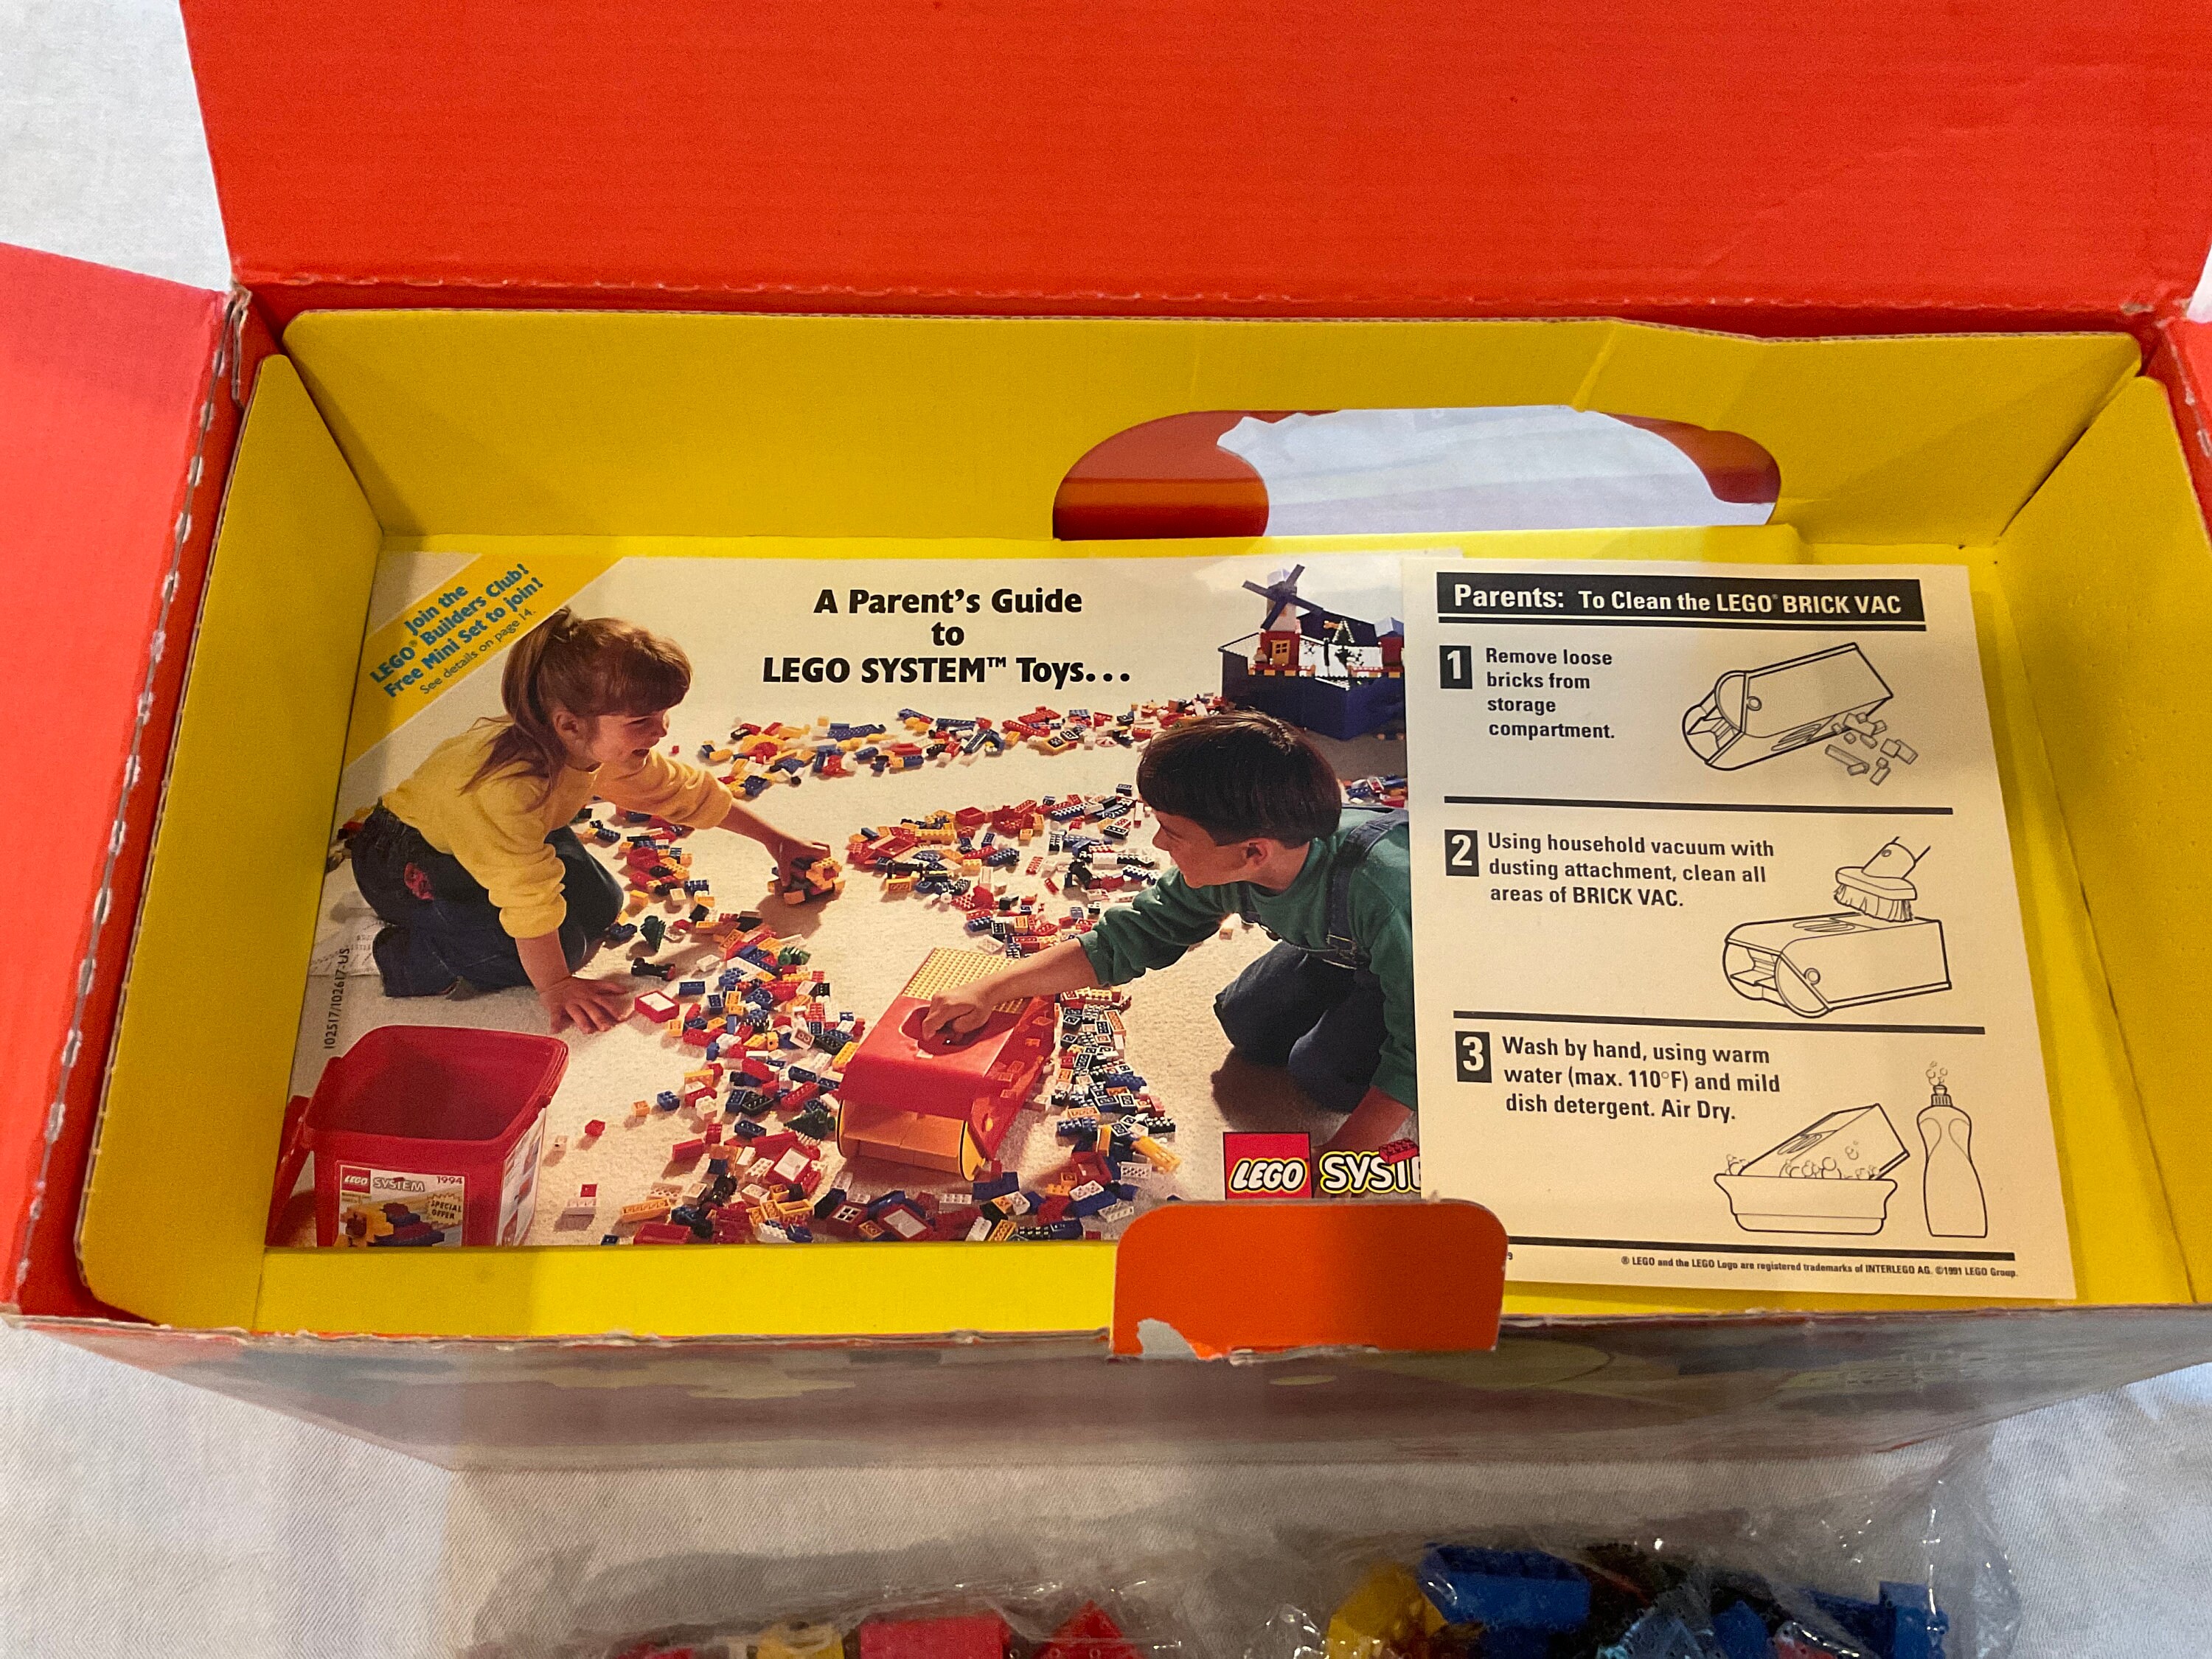 Join the
LEGO® Builders Club!
Free Mini Set to join!
See details on page 14.
A Parent's Guide
to
LEGO SYSTEM™ Toys...
102517/102617-US
LEGO SYSTEM 1994
SPECIAL
OFFER
LEGO
Parents: To Clean the LEGO® BRICK VAC
1
Remove loose
bricks from
storage
compartment.
2
Using household vacuum with
dusting attachment, clean all
areas of BRICK VAC.
3
Wash by hand, using warm
water (max. 110°F) and mild
dish detergent. Air Dry.
9
® LEGO and the LEGO Logo are registered trademarks of INTERLEGO AG. ©1991 LEGO Group.